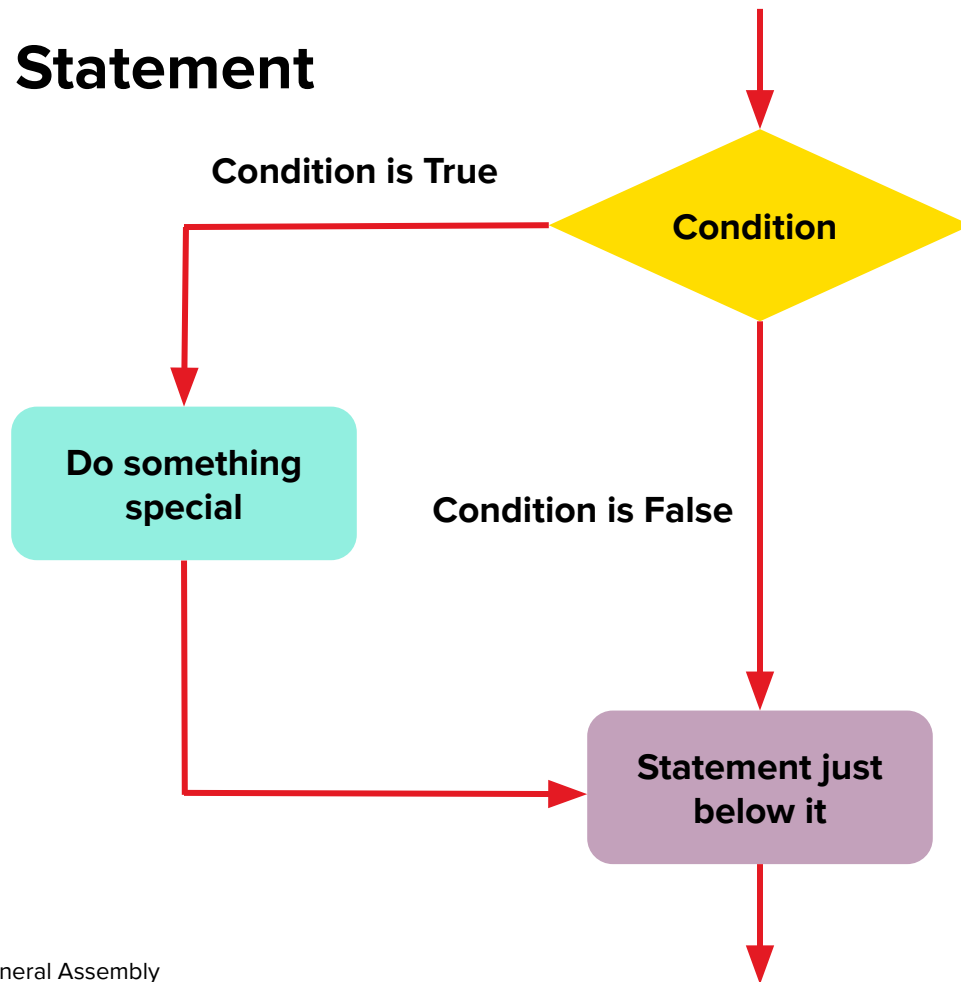 Statement
Condition is True
Condition
Do something
special
Condition is False
Statement just
below it
neral Assembly